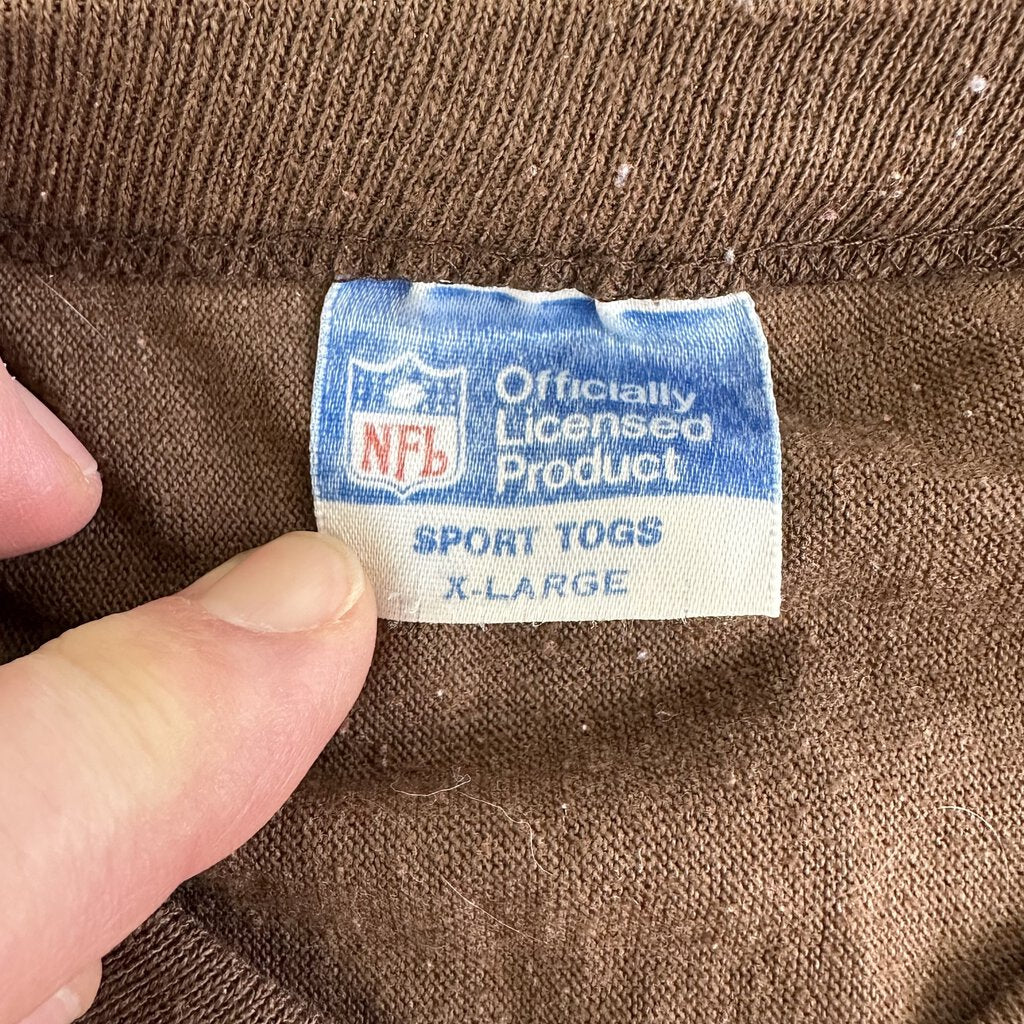 NFL
Officially
Licensed
Product
SPORT TOGS
X-LARGE